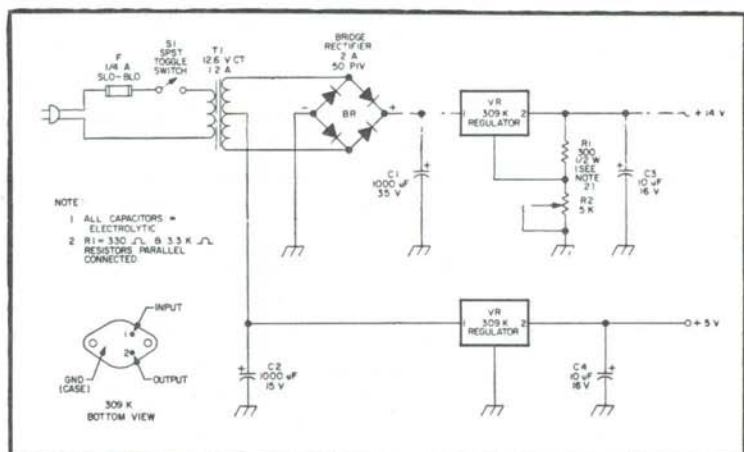 F
1/4 A
SLO-BLO
S1
SPST
TOGGLE
SWITCH
T1
12.6 V CT
1.2 A
BRIDGE
RECTIFIER
2 A
50 PIV
-
BR
+
+
C1
1000 uF
35 V
VR
1 309 K 2
REGULATOR
R1
300
1/2 W
(SEE
NOTE
2)
R2
5 K
+
C3
10 uF
16 V
+14 V
NOTE:
1 ALL CAPACITORS =
ELECTROLYTIC
2 R1 = 330 Ω & 3.3 K Ω
RESISTORS PARALLEL
CONNECTED
INPUT
1
2
GND
(CASE)
OUTPUT
309 K
BOTTOM VIEW
+
C2
1000 uF
15 V
VR
1 309 K 2
REGULATOR
+
C4
10 uF
16 V
+5 V